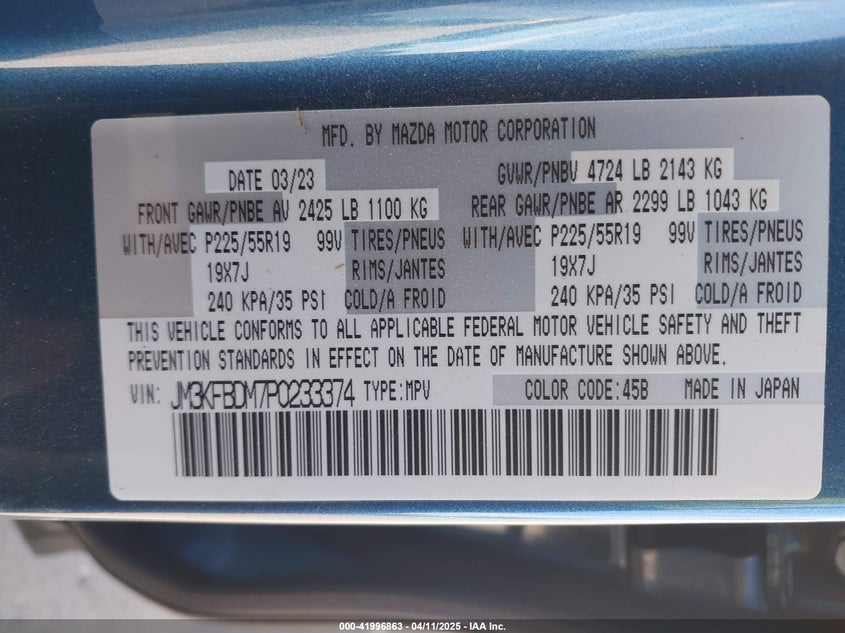 MFD. BY MAZDA MOTOR CORPORATION
DATE 03/23 GVWR/PNBV 4724 LB 2143 KG
FRONT GAWR/PNBE AV 2425 LB 1100 KG REAR GAWR/PNBE AR 2299 LB 1043 KG
WITH/AVEC P225/55R19 99V TIRES/PNEUS WITH/AVEC P225/55R19 99V TIRES/PNEUS
19X7J RIMS/JANTES 19X7J RIMS/JANTES
240 KPA/35 PSI COLD/A FROID 240 KPA/35 PSI COLD/A FROID
THIS VEHICLE CONFORMS TO ALL APPLICABLE FEDERAL MOTOR VEHICLE SAFETY AND THEFT
PREVENTION STANDARDS IN EFFECT ON THE DATE OF MANUFACTURE SHOWN ABOVE.
VIN: JM3KFBDM7P0233374 TYPE:MPV COLOR CODE:45B MADE IN JAPAN
000-41996863 - 04/11/2025 - IAA Inc.